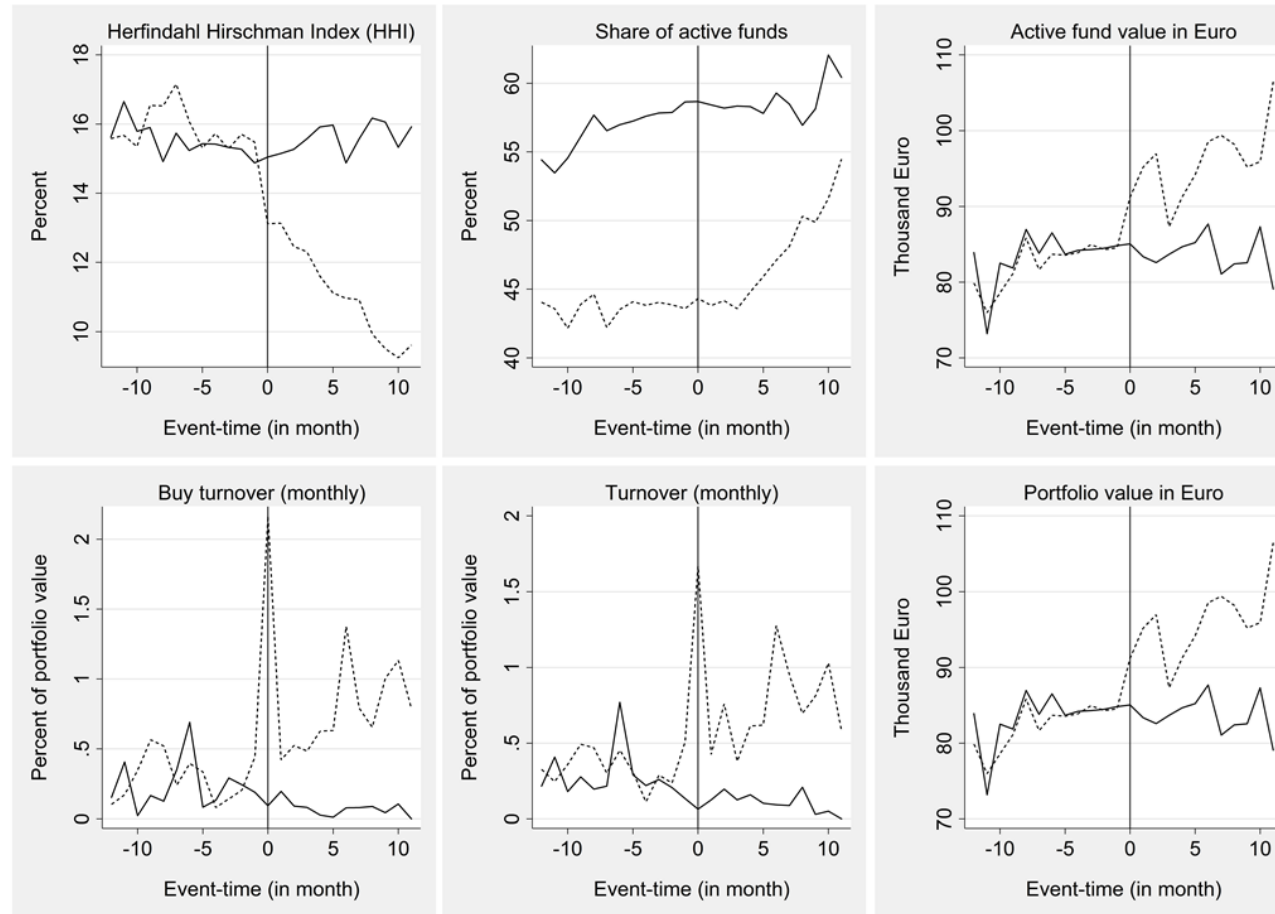 Herfindahl Hirschman Index (HHI)
Percent
18
16
14
12
10
-10 -5 0 5 10
Event-time (in month)
Share of active funds
Percent
60
55
50
45
40
-10 -5 0 5 10
Event-time (in month)
Active fund value in Euro
Thousand Euro
110
100
90
80
70
-10 -5 0 5 10
Event-time (in month)
Buy turnover (monthly)
Percent of portfolio value
2
1.5
1
.5
0
-10 -5 0 5 10
Event-time (in month)
Turnover (monthly)
Percent of portfolio value
2
1.5
1
.5
0
-10 -5 0 5 10
Event-time (in month)
Portfolio value in Euro
Thousand Euro
110
100
90
80
70
-10 -5 0 5 10
Event-time (in month)